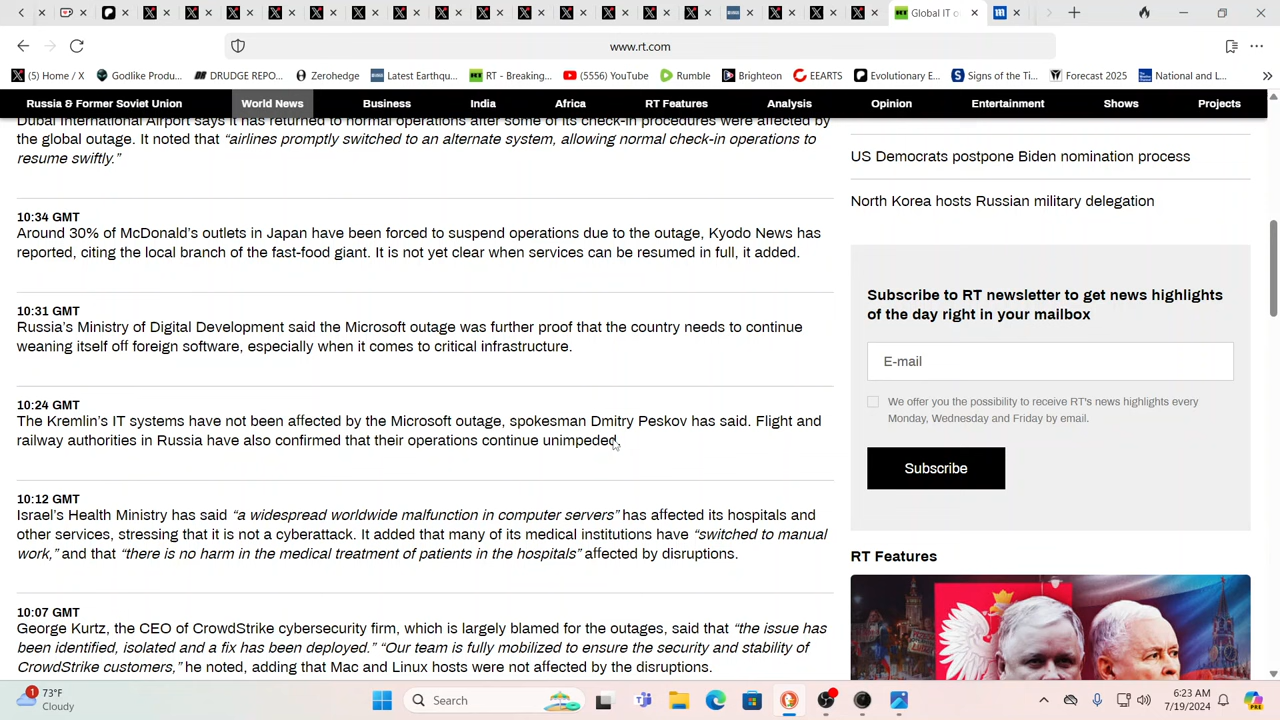 Global IT o
www.rt.com
(5) Home / X
Godlike Produ...
DRUDGE REPO...
Zerohedge
Latest Earthqu...
RT - Breaking...
(5556) YouTube
Rumble
Brighteon
EEARTS
Evolutionary E...
Signs of the Ti...
Forecast 2025
National and L...
Russia & Former Soviet Union
World News
Business
India
Africa
RT Features
Analysis
Opinion
Entertainment
Shows
Projects
Dubai International Airport says it has returned to normal operations after some of its check-in procedures were affected by
the global outage. It noted that “airlines promptly switched to an alternate system, allowing normal check-in operations to
resume swiftly.”
10:34 GMT
Around 30% of McDonald’s outlets in Japan have been forced to suspend operations due to the outage, Kyodo News has
reported, citing the local branch of the fast-food giant. It is not yet clear when services can be resumed in full, it added.
10:31 GMT
Russia’s Ministry of Digital Development said the Microsoft outage was further proof that the country needs to continue
weaning itself off foreign software, especially when it comes to critical infrastructure.
10:24 GMT
The Kremlin’s IT systems have not been affected by the Microsoft outage, spokesman Dmitry Peskov has said. Flight and
railway authorities in Russia have also confirmed that their operations continue unimpeded.
10:12 GMT
Israel’s Health Ministry has said “a widespread worldwide malfunction in computer servers” has affected its hospitals and
other services, stressing that it is not a cyberattack. It added that many of its medical institutions have “switched to manual
work,” and that “there is no harm in the medical treatment of patients in the hospitals” affected by disruptions.
10:07 GMT
George Kurtz, the CEO of CrowdStrike cybersecurity firm, which is largely blamed for the outages, said that “the issue has
been identified, isolated and a fix has been deployed.” “Our team is fully mobilized to ensure the security and stability of
CrowdStrike customers,” he noted, adding that Mac and Linux hosts were not affected by the disruptions.
US Democrats postpone Biden nomination process
North Korea hosts Russian military delegation
Subscribe to RT newsletter to get news highlights
of the day right in your mailbox
E-mail
We offer you the possibility to receive RT's news highlights every
Monday, Wednesday and Friday by email.
Subscribe
RT Features
1
73°F
Cloudy
Search
6:23 AM
7/19/2024
PRE